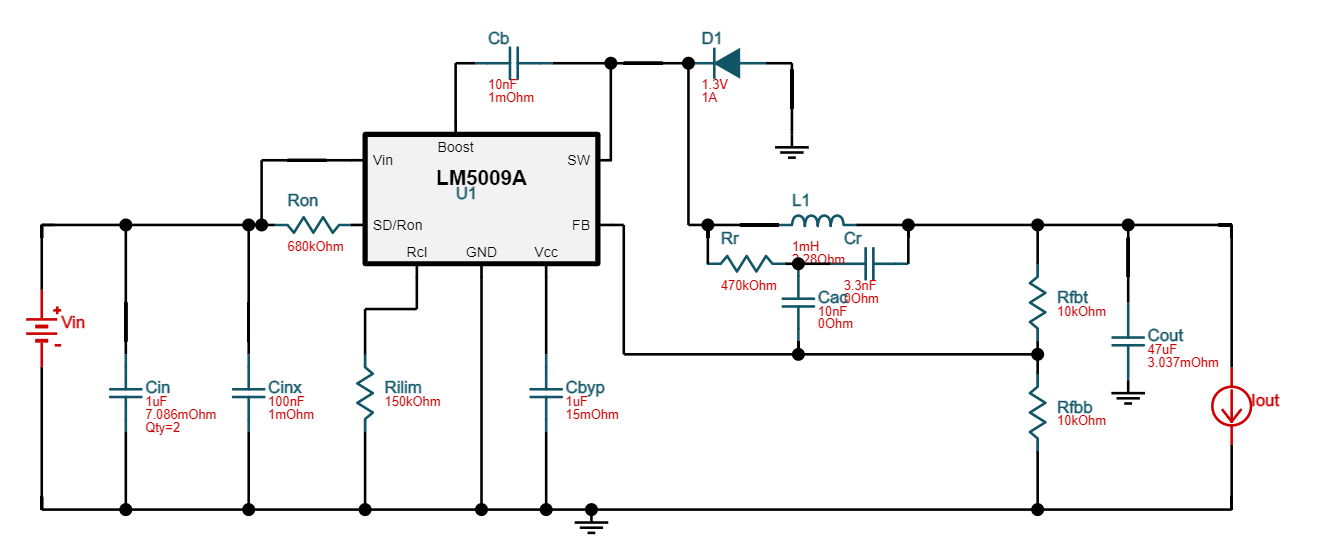 Cb
10nF
1mOhm
D1
1.3V
1A
Boost
Vin
SW
LM5009A
U1
SD/Ron
FB
Rcl
GND
Vcc
Ron
680kOhm
L1
1mH
2.28Ohm
Rr
470kOhm
Cr
3.3nF
0Ohm
Cac
10nF
0Ohm
Rfbt
10kOhm
Cout
47uF
3.037mOhm
Vin
+
-
Cin
1uF
7.086mOhm
Qty=2
Cinx
100nF
1mOhm
Rilim
150kOhm
Cbyp
1uF
15mOhm
Rfbb
10kOhm
Iout